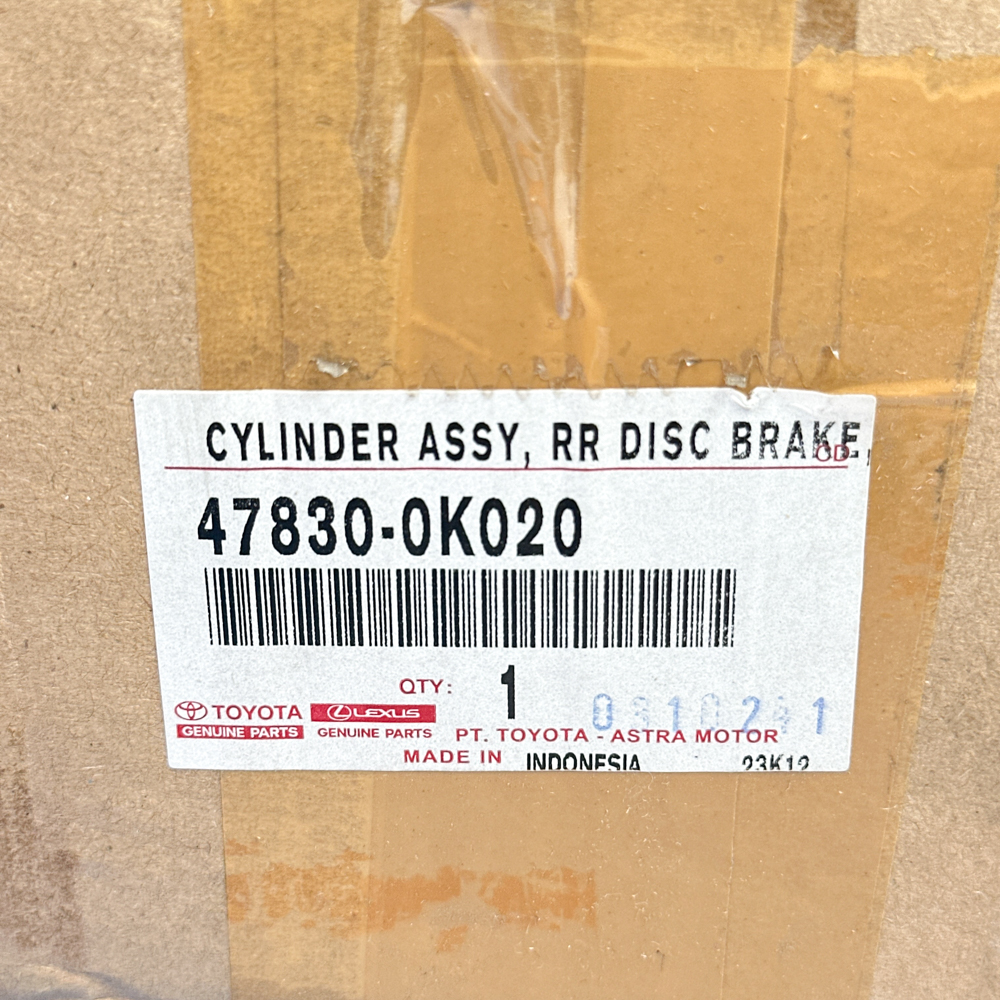 CYLINDER ASSY, RR DISC BRAKE,
OD
47830-0K020
QTY: 1
TOYOTA LEXUS
GENUINE PARTS GENUINE PARTS PT. TOYOTA - ASTRA MOTOR
MADE IN INDONESIA 23K12